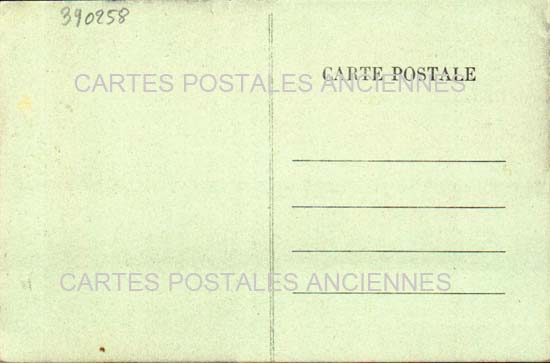 390258
CARTE POSTALE
CARTES POSTALES ANCIENNES
CARTES POSTALES ANCIENNES